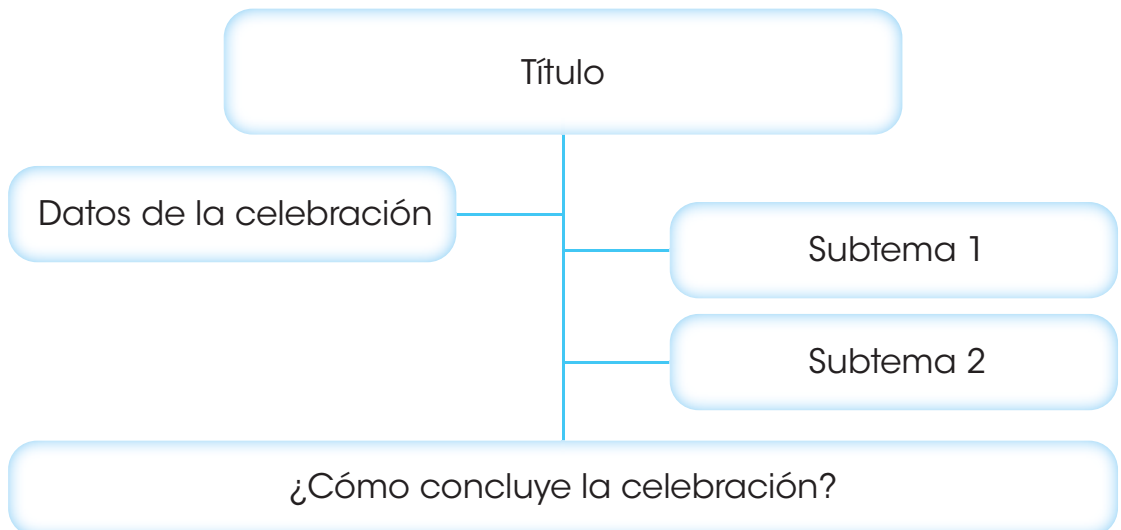 Título
Datos de la celebración
Subtema 1
Subtema 2
¿Cómo concluye la celebración?